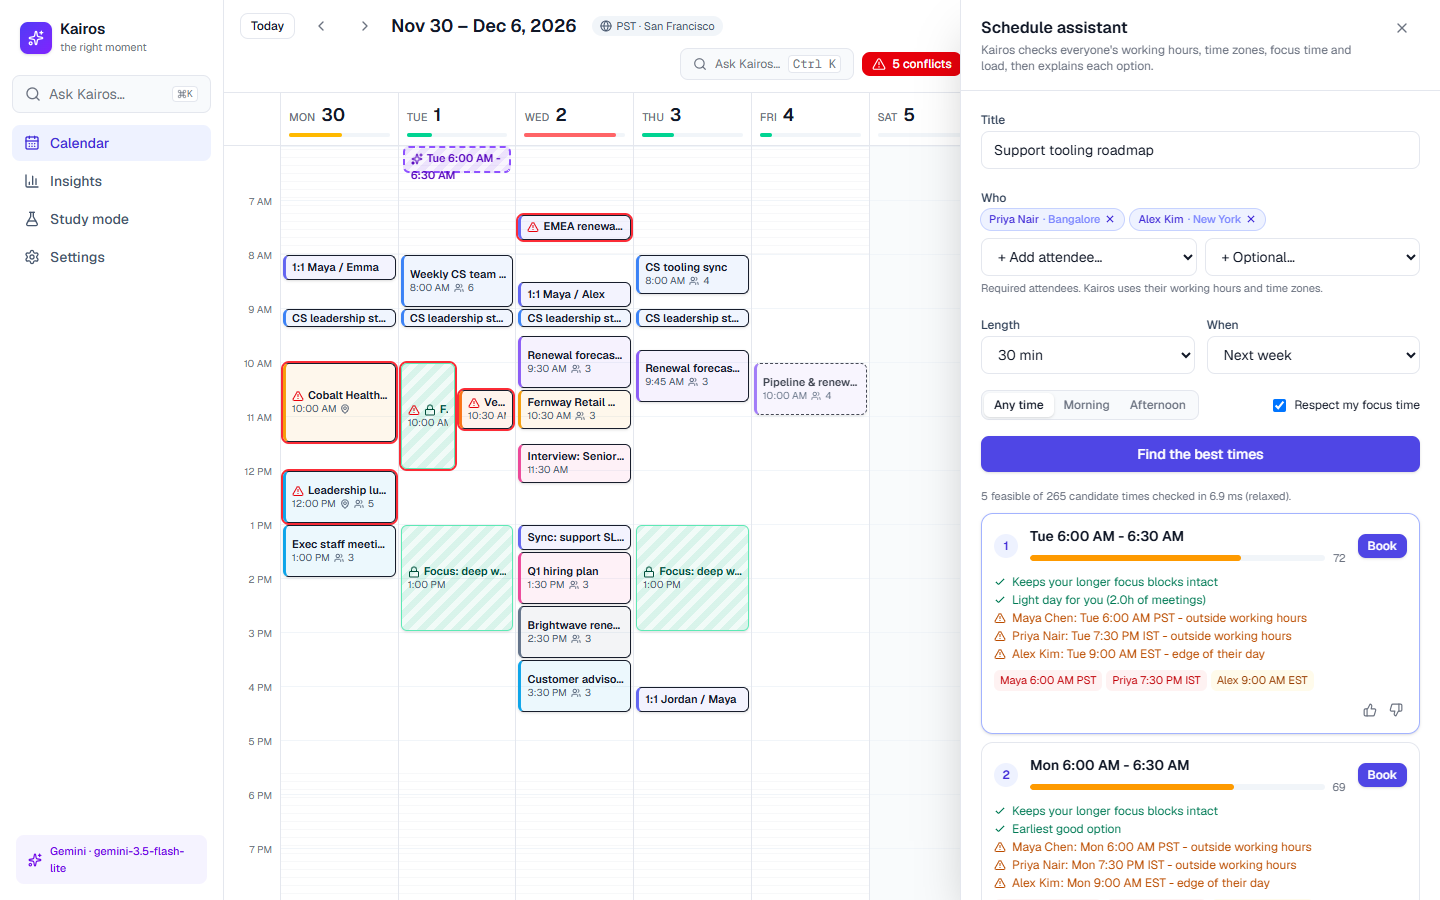 Kairos
the right moment
Ask Kairos...
⌘K
Calendar
Insights
Study mode
Settings
Gemini · gemini-3.5-flash-
lite
Today
Nov 30 – Dec 6, 2026
PST · San Francisco
Ask Kairos...
Ctrl K
5 conflicts
MON 30
TUE 1
WED 2
THU 3
FRI 4
SAT 5
7 AM
8 AM
9 AM
10 AM
11 AM
12 PM
1 PM
2 PM
3 PM
4 PM
5 PM
6 PM
7 PM
1:1 Maya / Emma
CS leadership st...
Cobalt Health...
10:00 AM
Leadership lu...
12:00 PM 5
Exec staff meeti...
1:00 PM 3
Tue 6:00 AM -
6:30 AM
Weekly CS team ...
8:00 AM 6
CS leadership st...
F.
10:00 AM
Ve...
10:30 AM
Focus: deep w...
1:00 PM
EMEA renewa...
1:1 Maya / Alex
CS leadership st...
Renewal forecas...
9:30 AM 3
Fernway Retail ...
10:30 AM 3
Interview: Senior...
11:30 AM
Sync: support SL...
Q1 hiring plan
1:30 PM 3
Brightwave rene...
2:30 PM 3
Customer adviso...
3:30 PM 3
CS tooling sync
8:00 AM 4
CS leadership st...
Renewal forecas...
9:45 AM 3
Focus: deep w...
1:00 PM
1:1 Jordan / Maya
Pipeline & renew...
10:00 AM 4
Schedule assistant
Kairos checks everyone's working hours, time zones, focus time and
load, then explains each option.
Title
Support tooling roadmap
Who
Priya Nair · Bangalore ✕
Alex Kim · New York ✕
+ Add attendee...
+ Optional...
Required attendees. Kairos uses their working hours and time zones.
Length
When
30 min
Next week
Any time
Morning
Afternoon
Respect my focus time
Find the best times
5 feasible of 265 candidate times checked in 6.9 ms (relaxed).
1
Tue 6:00 AM - 6:30 AM
72
Book
Keeps your longer focus blocks intact
Light day for you (2.0h of meetings)
Maya Chen: Tue 6:00 AM PST - outside working hours
Priya Nair: Tue 7:30 PM IST - outside working hours
Alex Kim: Tue 9:00 AM EST - edge of their day
Maya 6:00 AM PST
Priya 7:30 PM IST
Alex 9:00 AM EST
2
Mon 6:00 AM - 6:30 AM
69
Book
Keeps your longer focus blocks intact
Earliest good option
Maya Chen: Mon 6:00 AM PST - outside working hours
Priya Nair: Mon 7:30 PM IST - outside working hours
Alex Kim: Mon 9:00 AM EST - edge of their day